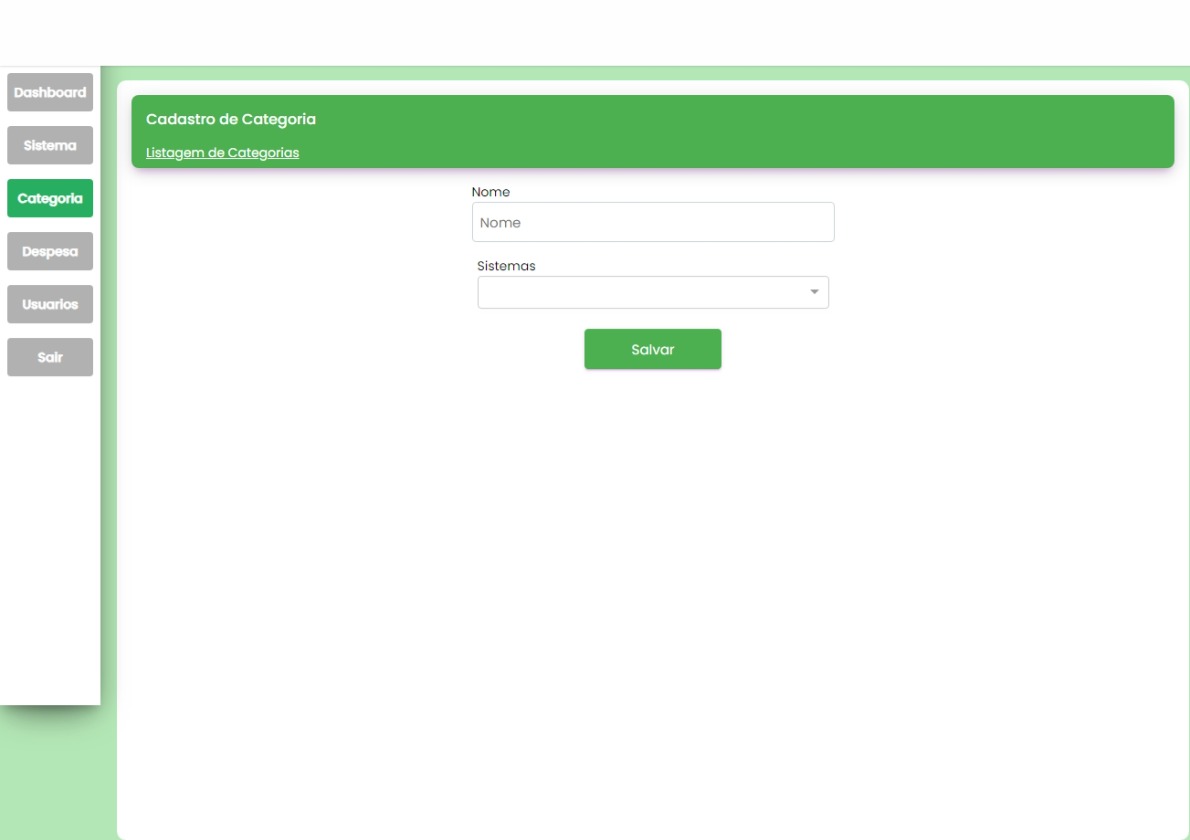 Dashboard
Sistema
Categoria
Despesa
Usuarios
Sair
Cadastro de Categoria
Listagem de Categorias
Nome
Nome
Sistemas
Salvar